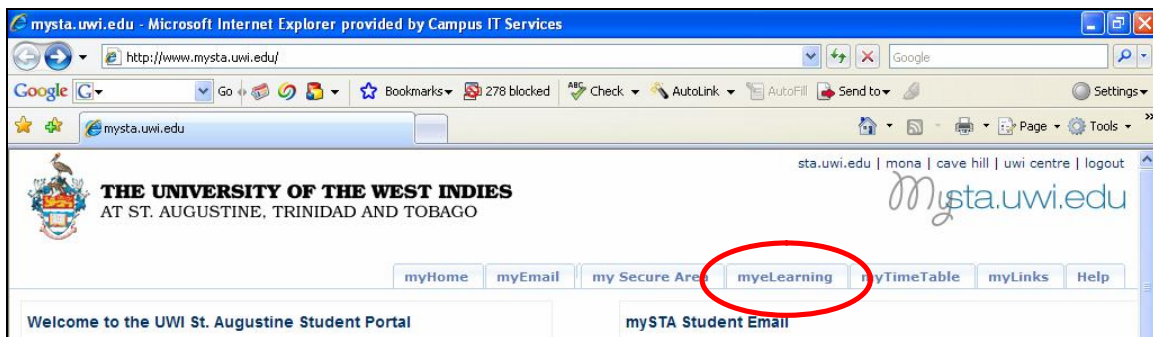 mysta.uwi.edu - Microsoft Internet Explorer provided by Campus IT Services
http://www.mysta.uwi.edu/ Google
Google G Go Bookmarks 278 blocked ABC Check AutoLink AutoFill Send to Settings
mysta.uwi.edu Page Tools »
sta.uwi.edu | mona | cave hill | uwi centre | logout
THE UNIVERSITY OF THE WEST INDIES
AT ST. AUGUSTINE, TRINIDAD AND TOBAGO
Mysta.uwi.edu
myHome myEmail my Secure Area myeLearning myTimeTable myLinks Help
Welcome to the UWI St. Augustine Student Portal mySTA Student Email